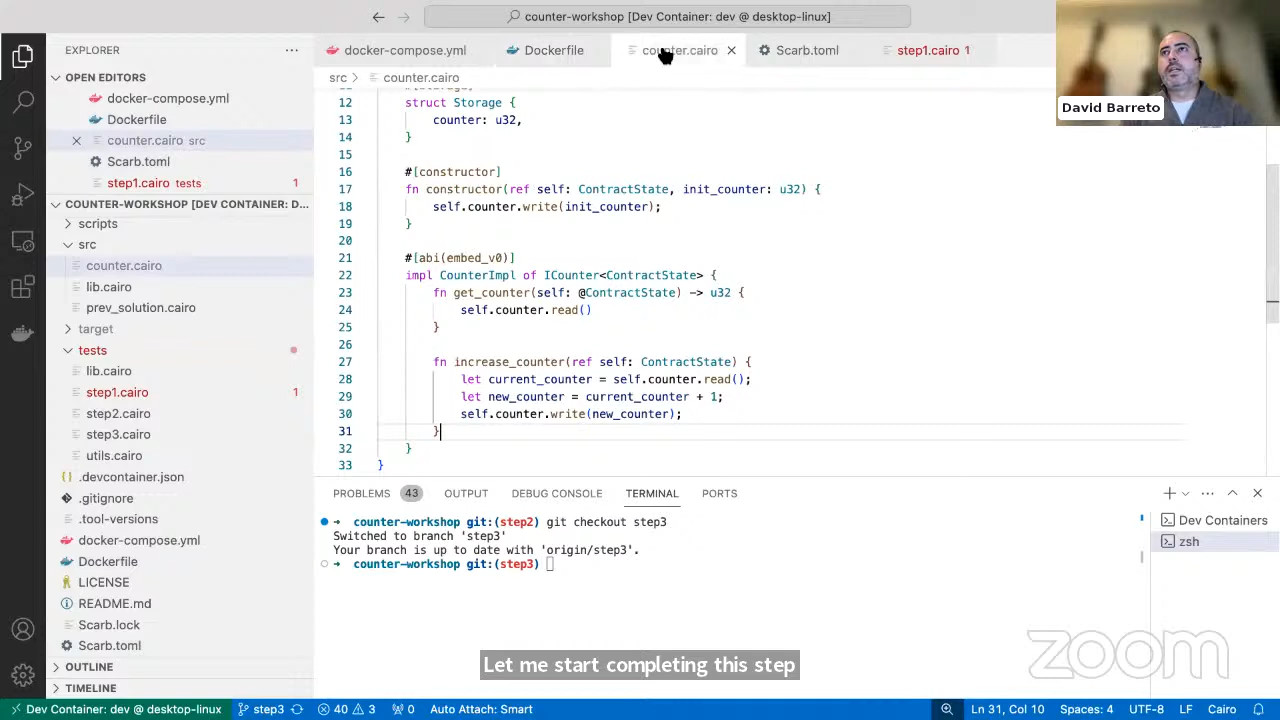 counter-workshop [Dev Container: dev @ desktop-linux]
EXPLORER
docker-compose.yml
Dockerfile
counter.cairo
Scarb.toml
step1.cairo 1
David Barreto
OPEN EDITORS
docker-compose.yml
Dockerfile
counter.cairo src
Scarb.toml
step1.cairo tests 1
COUNTER-WORKSHOP [DEV CONTAINER: D...
scripts
src
counter.cairo
lib.cairo
prev_solution.cairo
target
tests
lib.cairo
step1.cairo 1
step2.cairo
step3.cairo
utils.cairo
.devcontainer.json
.gitignore
.tool-versions
docker-compose.yml
Dockerfile
LICENSE
README.md
Scarb.lock
Scarb.toml
OUTLINE
TIMELINE
src > counter.cairo
12 struct Storage {
13 counter: u32,
14 }
15
16 #[constructor]
17 fn constructor(ref self: ContractState, init_counter: u32) {
18 self.counter.write(init_counter);
19 }
20
21 #[abi(embed_v0)]
22 impl CounterImpl of ICounter<ContractState> {
23 fn get_counter(self: @ContractState) -> u32 {
24 self.counter.read()
25 }
26
27 fn increase_counter(ref self: ContractState) {
28 let current_counter = self.counter.read();
29 let new_counter = current_counter + 1;
30 self.counter.write(new_counter);
31 }
32 }
33 }
PROBLEMS 43 OUTPUT DEBUG CONSOLE TERMINAL PORTS
counter-workshop git:(step2) git checkout step3
Switched to branch 'step3'
Your branch is up to date with 'origin/step3'.
counter-workshop git:(step3)
Dev Containers
zsh
zoom
Let me start completing this step
Dev Container: dev @ desktop-linux step3 40 3 0 Auto Attach: Smart Ln 31, Col 10 Spaces: 4 UTF-8 LF Cairo